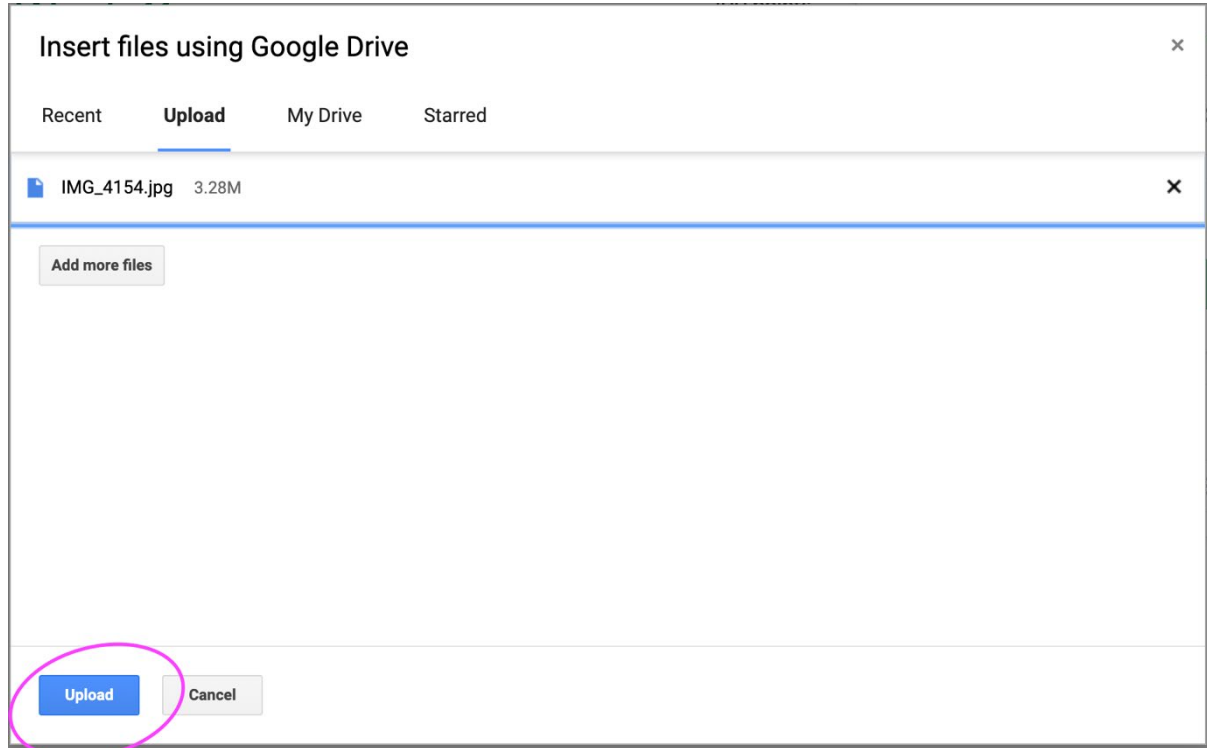 Insert files using Google Drive
Recent Upload My Drive Starred
IMG_4154.jpg 3.28M
Add more files
Upload Cancel